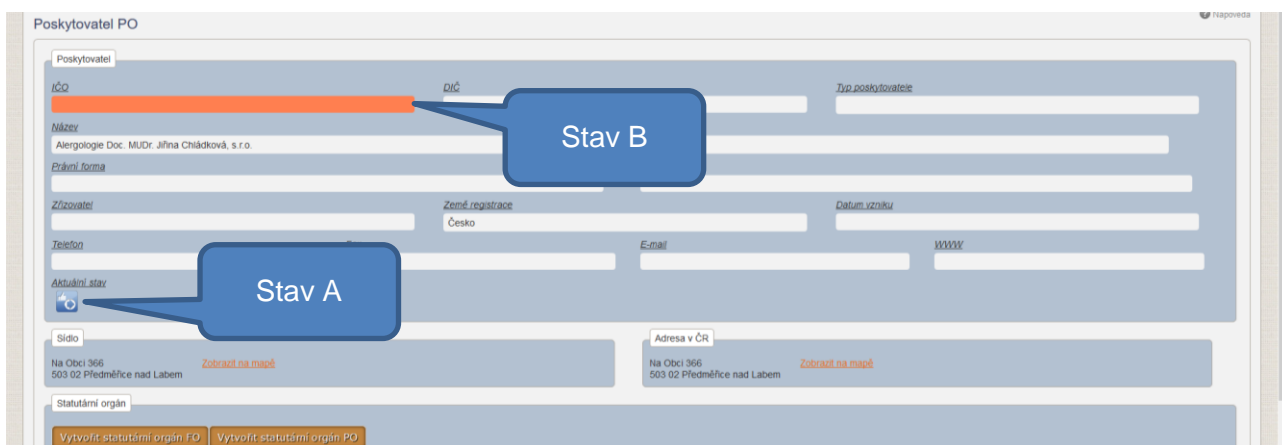 Nápověda
Poskytovatel PO
Poskytovatel
IČO
DIČ
Typ poskytovatele
Stav B
Název
Alergologie Doc. MUDr. Jiřina Chládková, s.r.o.
Právní forma
Zřizovatel
Země registrace
Datum vzniku
Česko
Telefon
E-mail
WWW
Aktuální stav
Stav A
Sídlo
Adresa v ČR
Na Obci 366
Zobrazit na mapě
503 02 Předměřice nad Labem
Na Obci 366
Zobrazit na mapě
503 02 Předměřice nad Labem
Statutární orgán
Vytvořit statutární orgán FO
Vytvořit statutární orgán PO